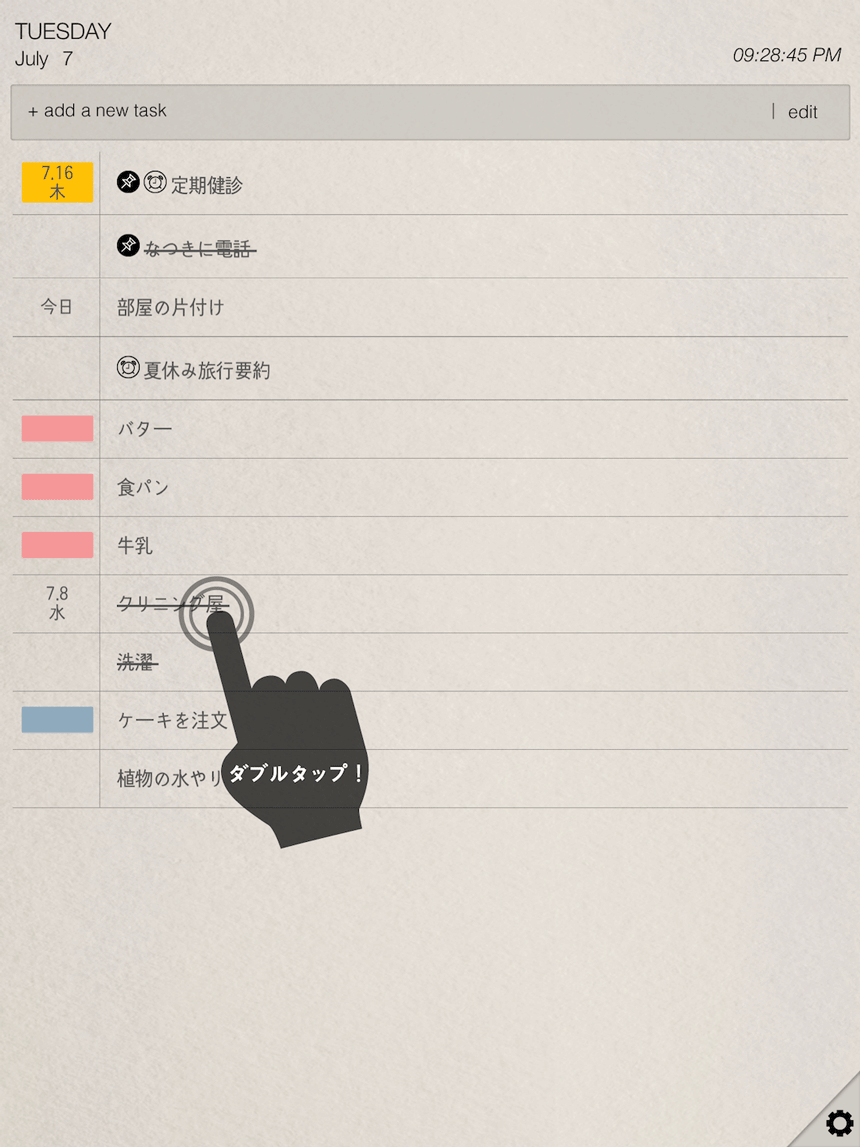 TUESDAY
July 7
09:28:45 PM
+ add a new task
| edit
7.16
木
定期健診
なつきに電話
今日
部屋の片付け
夏休み旅行要約
バター
食パン
牛乳
7.8
水
クリニング屋
洗濯
ケーキを注文
植物の水やり
ダブルタップ！